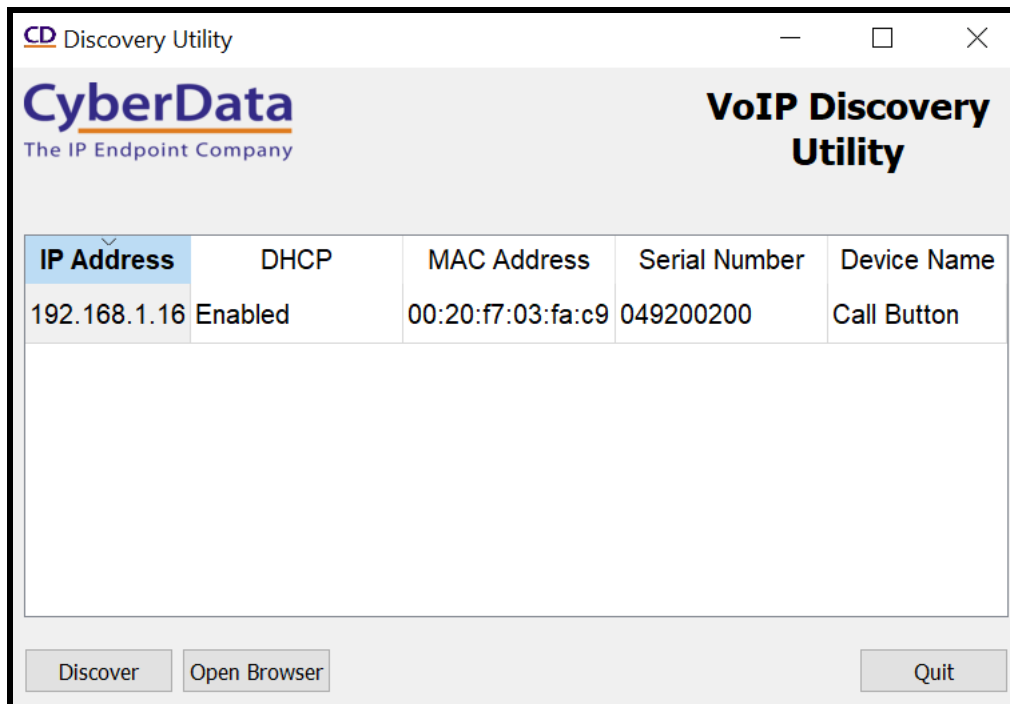 CD Discovery Utility
CyberData
The IP Endpoint Company
VoIP Discovery
Utility
IP Address DHCP MAC Address Serial Number Device Name
192.168.1.16 Enabled 00:20:f7:03:fa:c9 049200200 Call Button
Discover Open Browser Quit